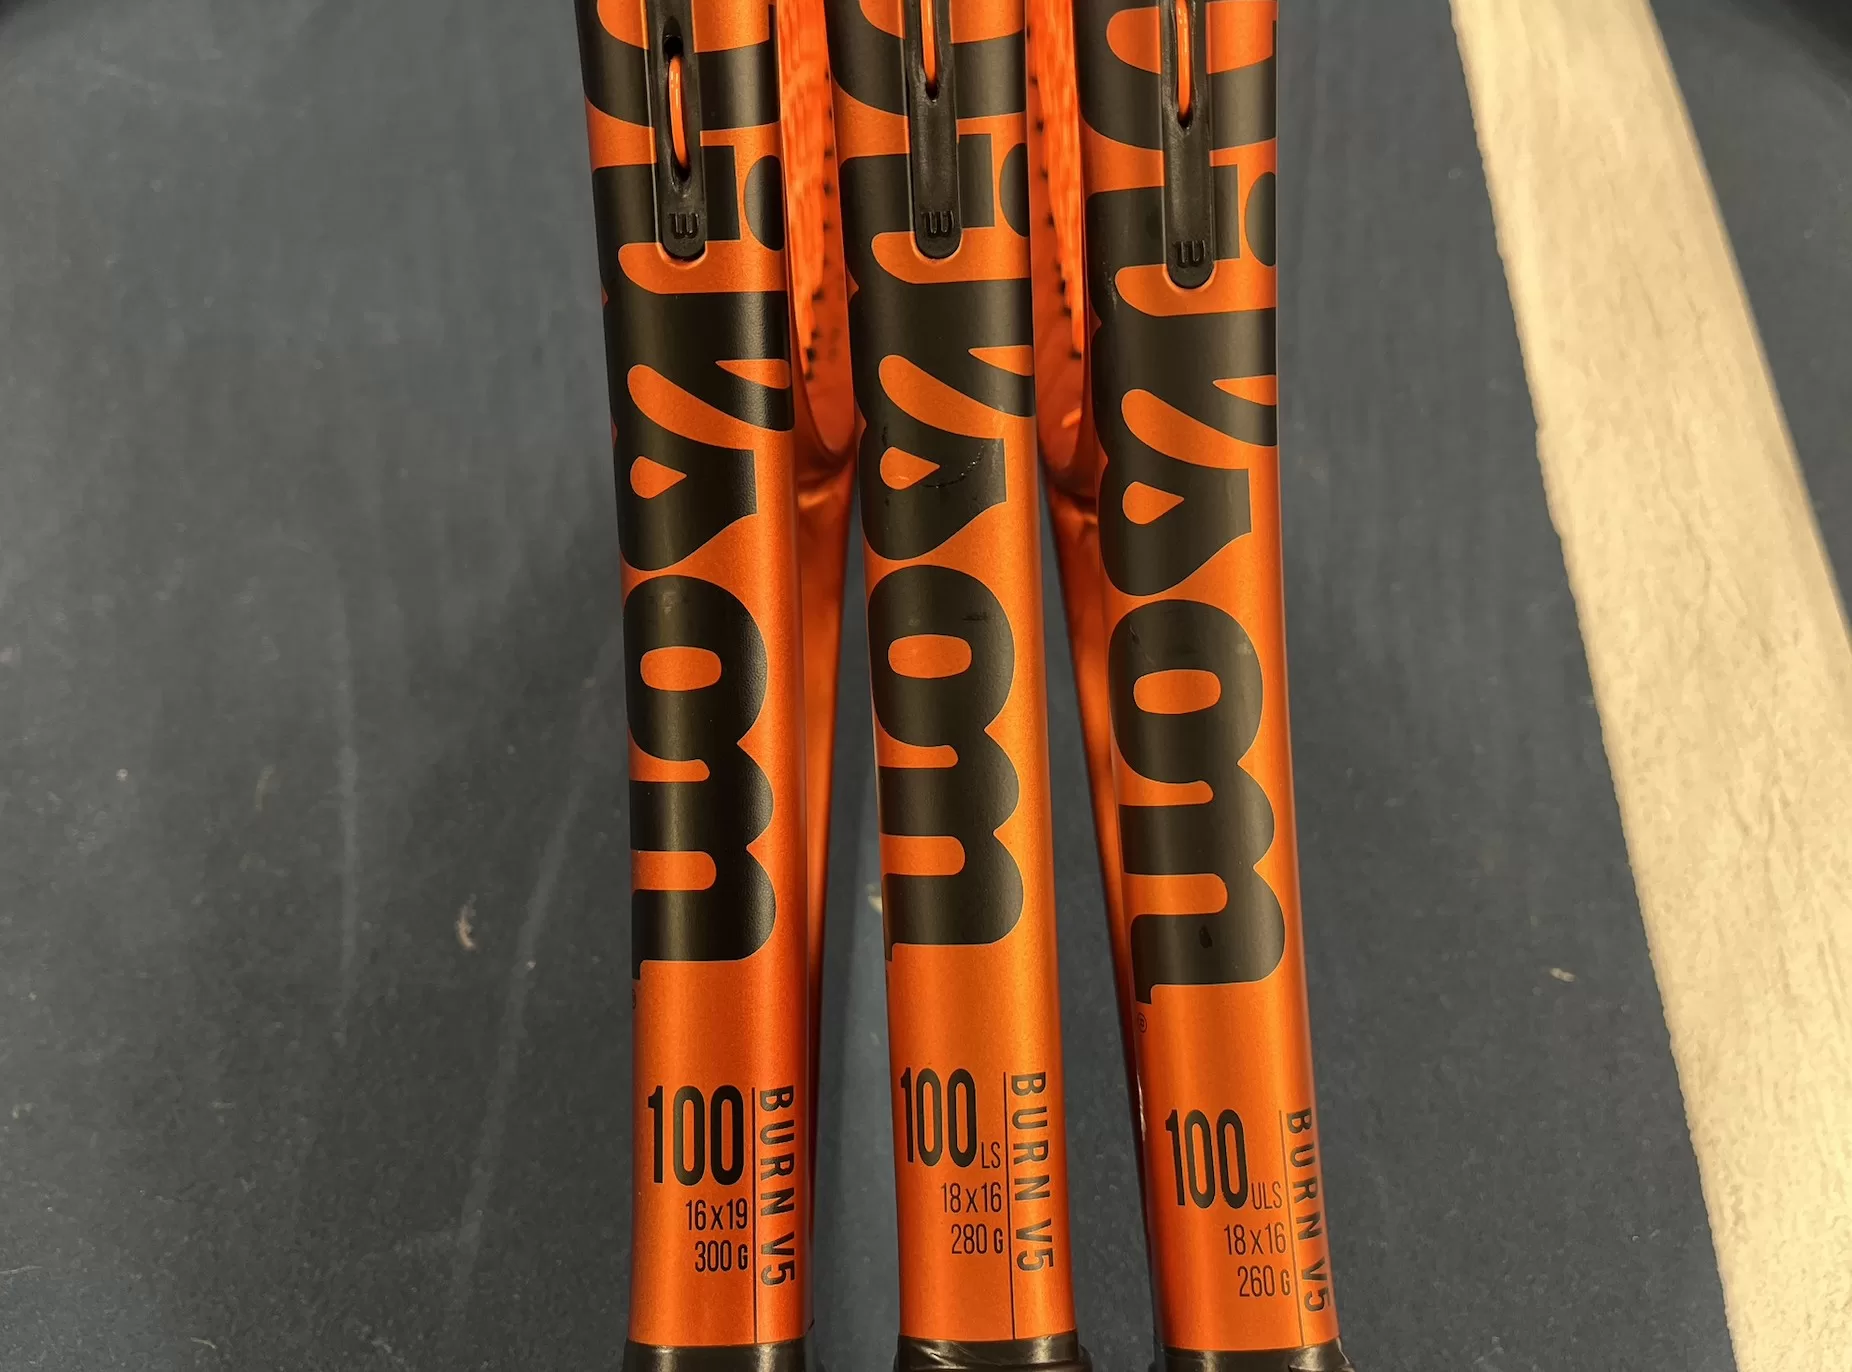 Wilson
100
16x19
300 G
BURN V5
Wilson
100 LS
18x16
280 G
BURN V5
Wilson
®
100 ULS
18x16
260 G
BURN V5